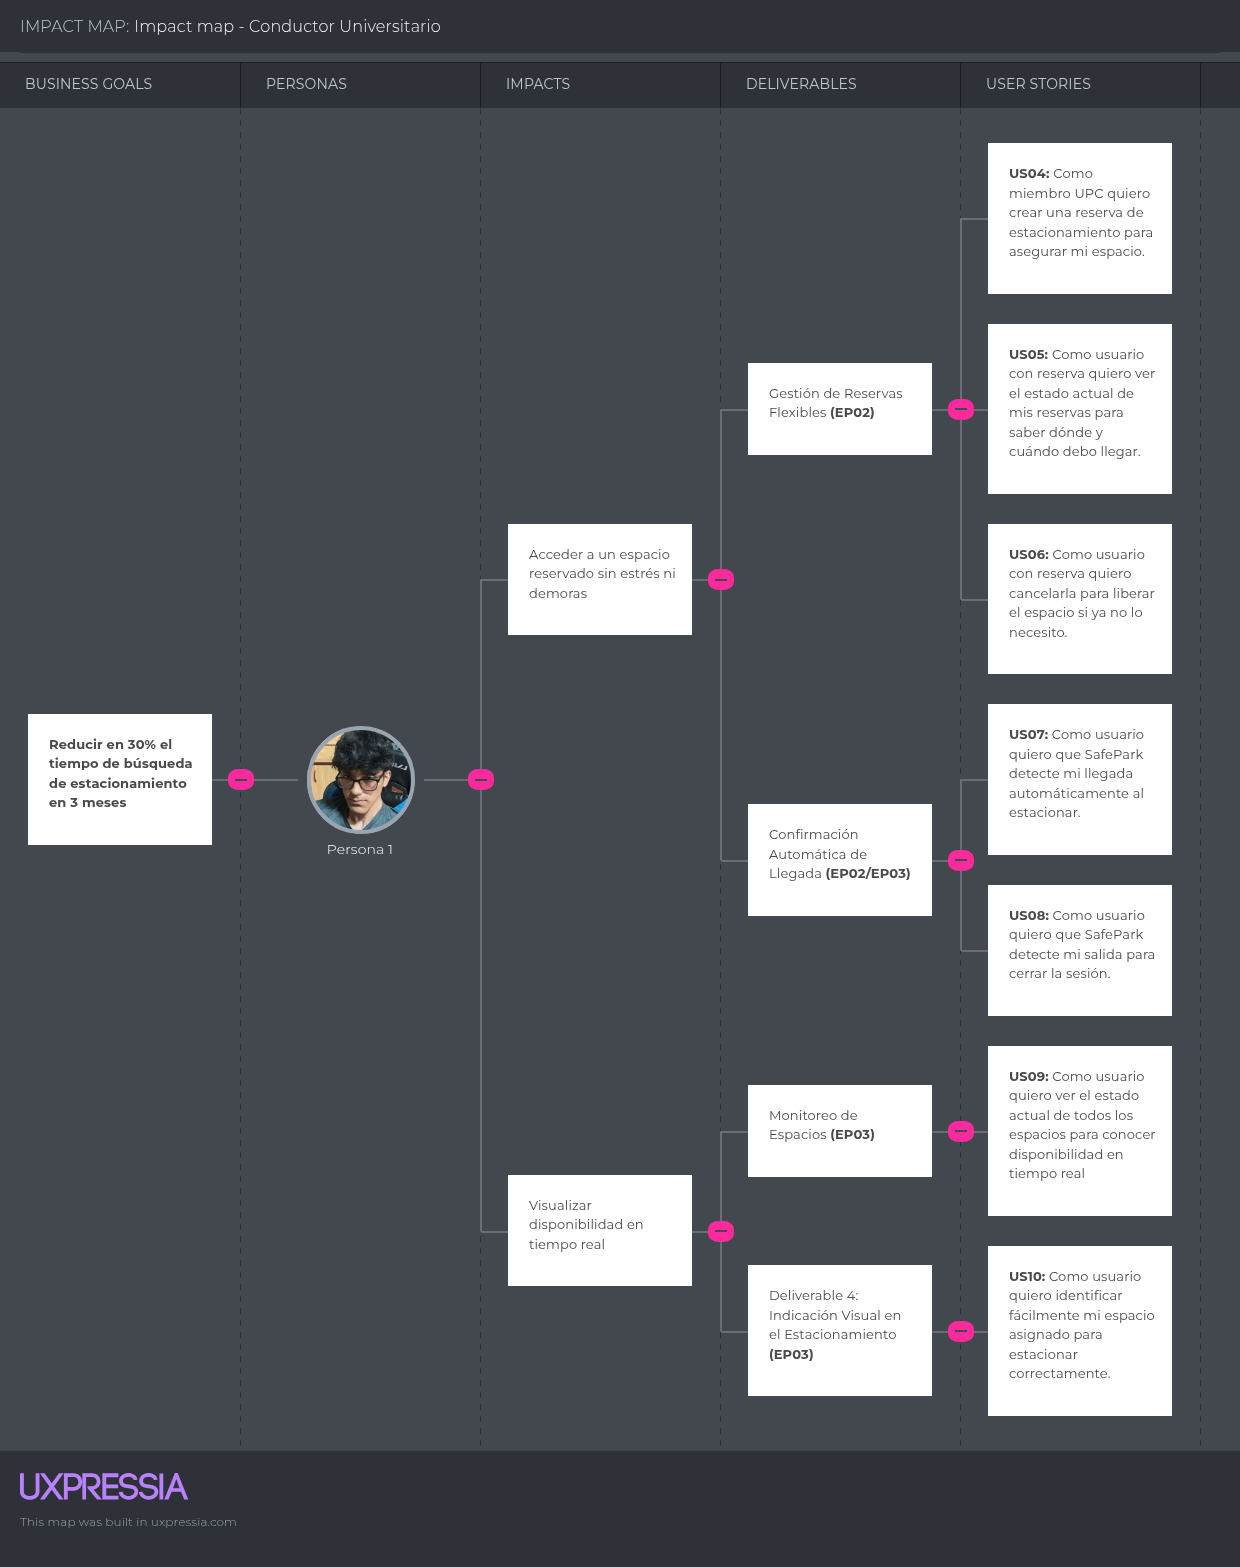 IMPACT MAP: Impact map - Conductor Universitario
BUSINESS GOALS
PERSONAS
IMPACTS
DELIVERABLES
USER STORIES
Reducir en 30% el
tiempo de búsqueda
de estacionamiento
en 3 meses
Persona 1
Acceder a un espacio
reservado sin estrés ni
demoras
Visualizar
disponibilidad en
tiempo real
Gestión de Reservas
Flexibles (EP02)
Confirmación
Automática de
Llegada (EP02/EP03)
Monitoreo de
Espacios (EP03)
Deliverable 4:
Indicación Visual en
el Estacionamiento
(EP03)
US04: Como
miembro UPC quiero
crear una reserva de
estacionamiento para
asegurar mi espacio.
US05: Como usuario
con reserva quiero ver
el estado actual de
mis reservas para
saber dónde y
cuándo debo llegar.
US06: Como usuario
con reserva quiero
cancelarla para liberar
el espacio si ya no lo
necesito.
US07: Como usuario
quiero que SafePark
detecte mi llegada
automáticamente al
estacionar.
US08: Como usuario
quiero que SafePark
detecte mi salida para
cerrar la sesión.
US09: Como usuario
quiero ver el estado
actual de todos los
espacios para conocer
disponibilidad en
tiempo real
US10: Como usuario
quiero identificar
fácilmente mi espacio
asignado para
estacionar
correctamente.
UXPRESSIA
This map was built in uxpressia.com